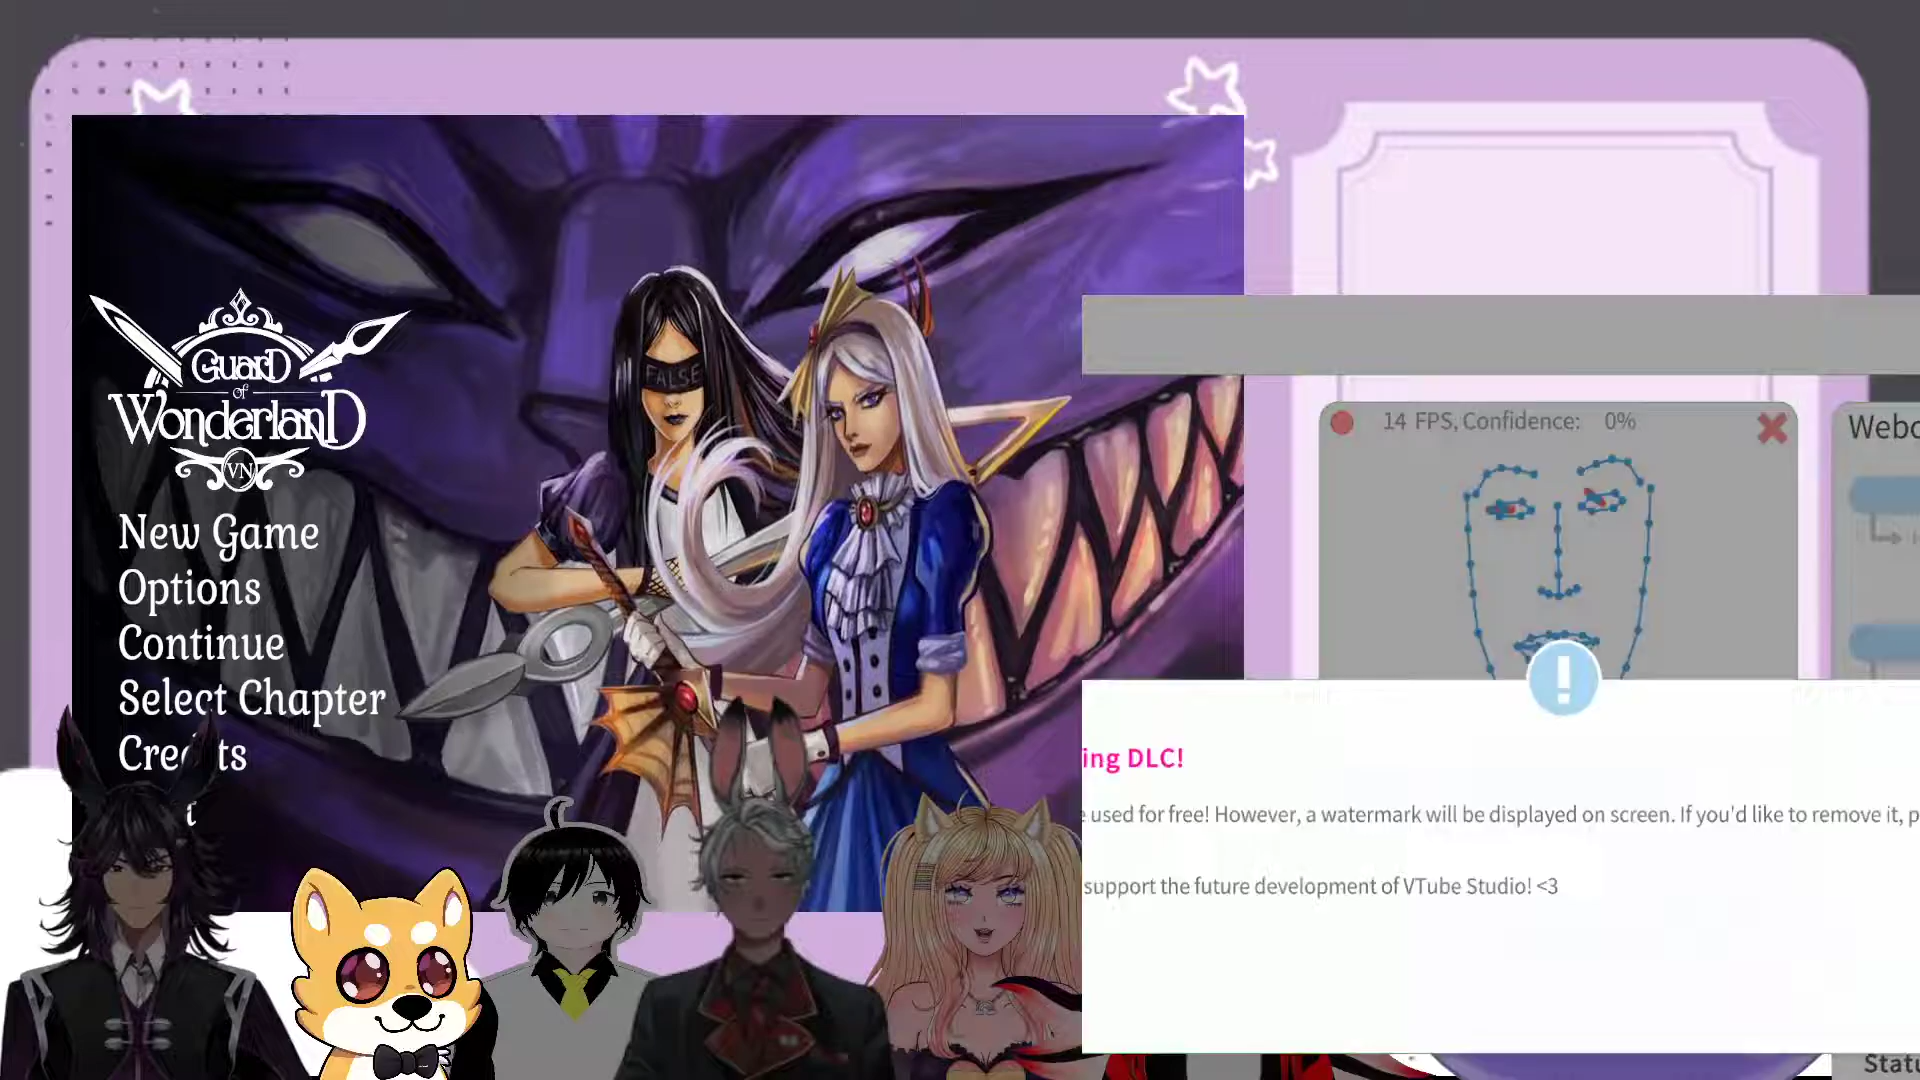 GuarD
of
WonderlanD
VN
FALSE
New Game
Options
Continue
Select Chapter
14 FPS, Confidence: 0%
ing DLC!
used for free! However, a watermark will be displayed on screen. If you'd like to remove it, p
support the future development of VTube Studio! <3